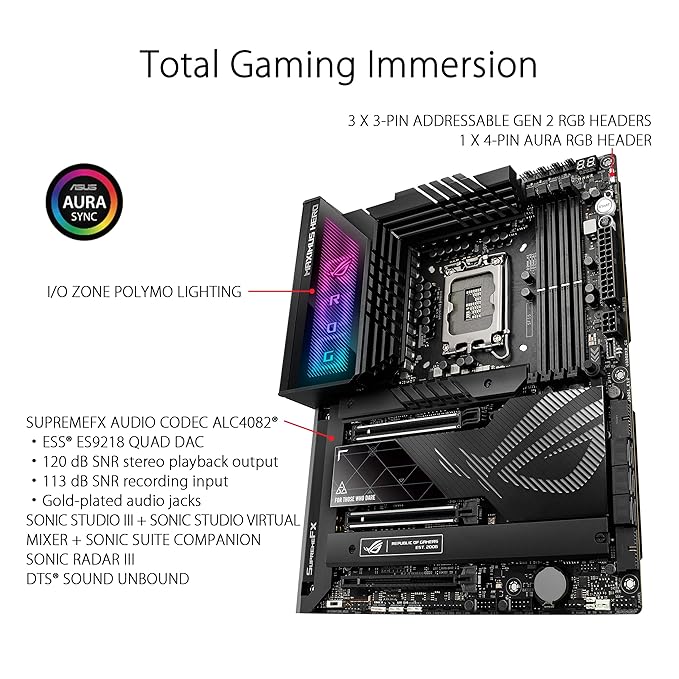 Total Gaming Immersion
3 X 3-PIN ADDRESSABLE GEN 2 RGB HEADERS
1 X 4-PIN AURA RGB HEADER
ASUS
AURA
SYNC
MAXIMUS HERO
I/O ZONE POLYMO LIGHTING
ROG
SUPREMEFX AUDIO CODEC ALC4082®
• ESS® ES9218 QUAD DAC
• 120 dB SNR stereo playback output
• 113 dB SNR recording input
• Gold-plated audio jacks
SONIC STUDIO III + SONIC STUDIO VIRTUAL
MIXER + SONIC SUITE COMPANION
SONIC RADAR III
DTS® SOUND UNBOUND
FOR THOSE WHO DARE
REPUBLIC OF GAMERS
EST. 2006
SUPREMEFX